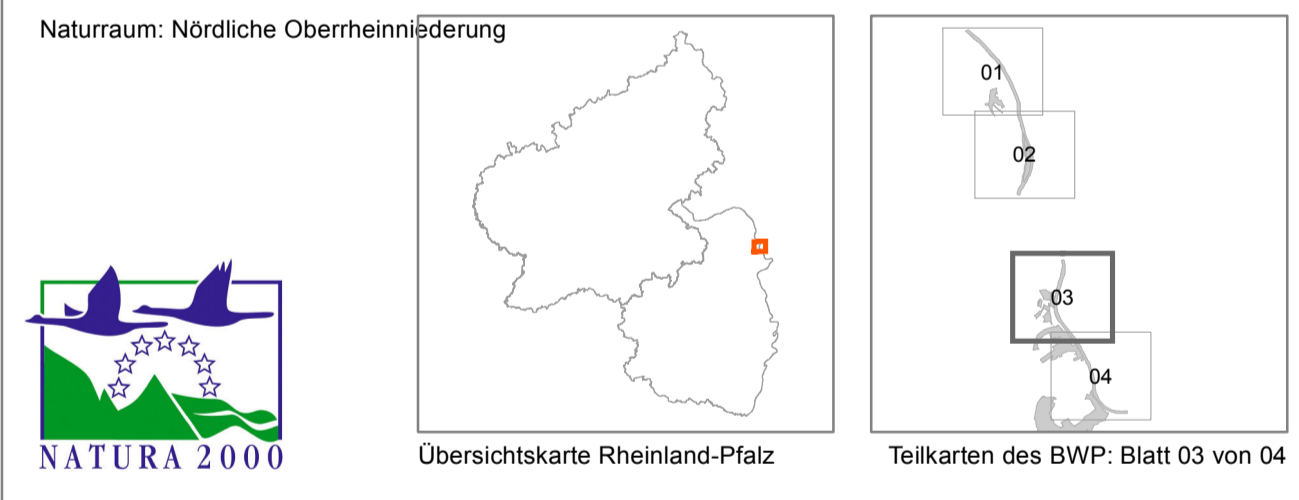 Naturraum: Nördliche Oberrheinniederung
01
02
03
04
NATURA 2000
Übersichtskarte Rheinland-Pfalz
Teilkarten des BWP: Blatt 03 von 04